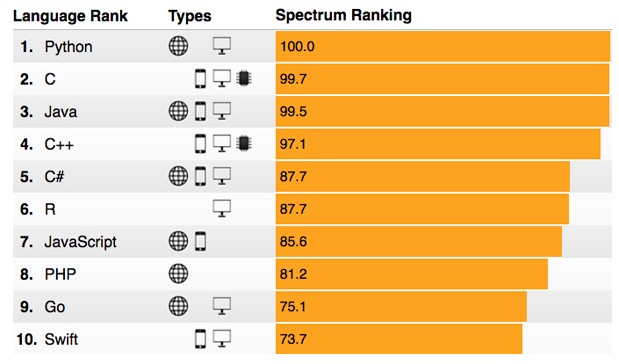 Language Rank Types Spectrum Ranking
1. Python 100.0
2. C 99.7
3. Java 99.5
4. C++ 97.1
5. C# 87.7
6. R 87.7
7. JavaScript 85.6
8. PHP 81.2
9. Go 75.1
10. Swift 73.7